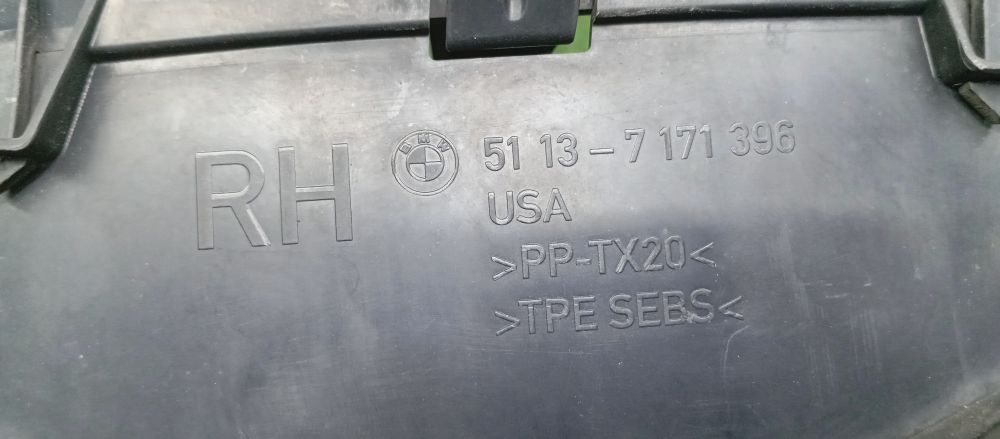 RH BMW 51 13-7 171 396
USA
>PP-TX20<
>TPE SEBS<